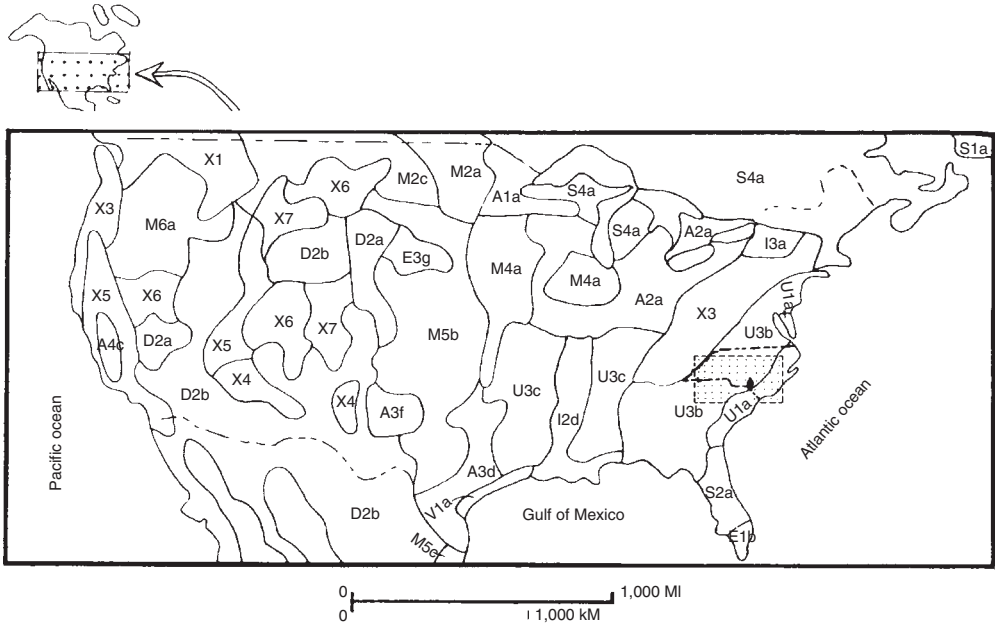 S1a
X1
M2a
X6
M2c
S4a
S4a
A1a
X3
X7
M6a
S4a
A2a
D2a
I3a
D2b
E3g
M4a
M4a
X5
X6
A2a
U1a
X3
X6
X7
M5b
U3b
A4c
D2a
X5
X4
U3c
U3c
D2b
X4
A3f
U3b
U1a
I2d
Pacific ocean
Atlantic ocean
A3d
S2a
V1a
D2b
Gulf of Mexico
E1b
M5c
0 1,000 MI
0 1,000 kM